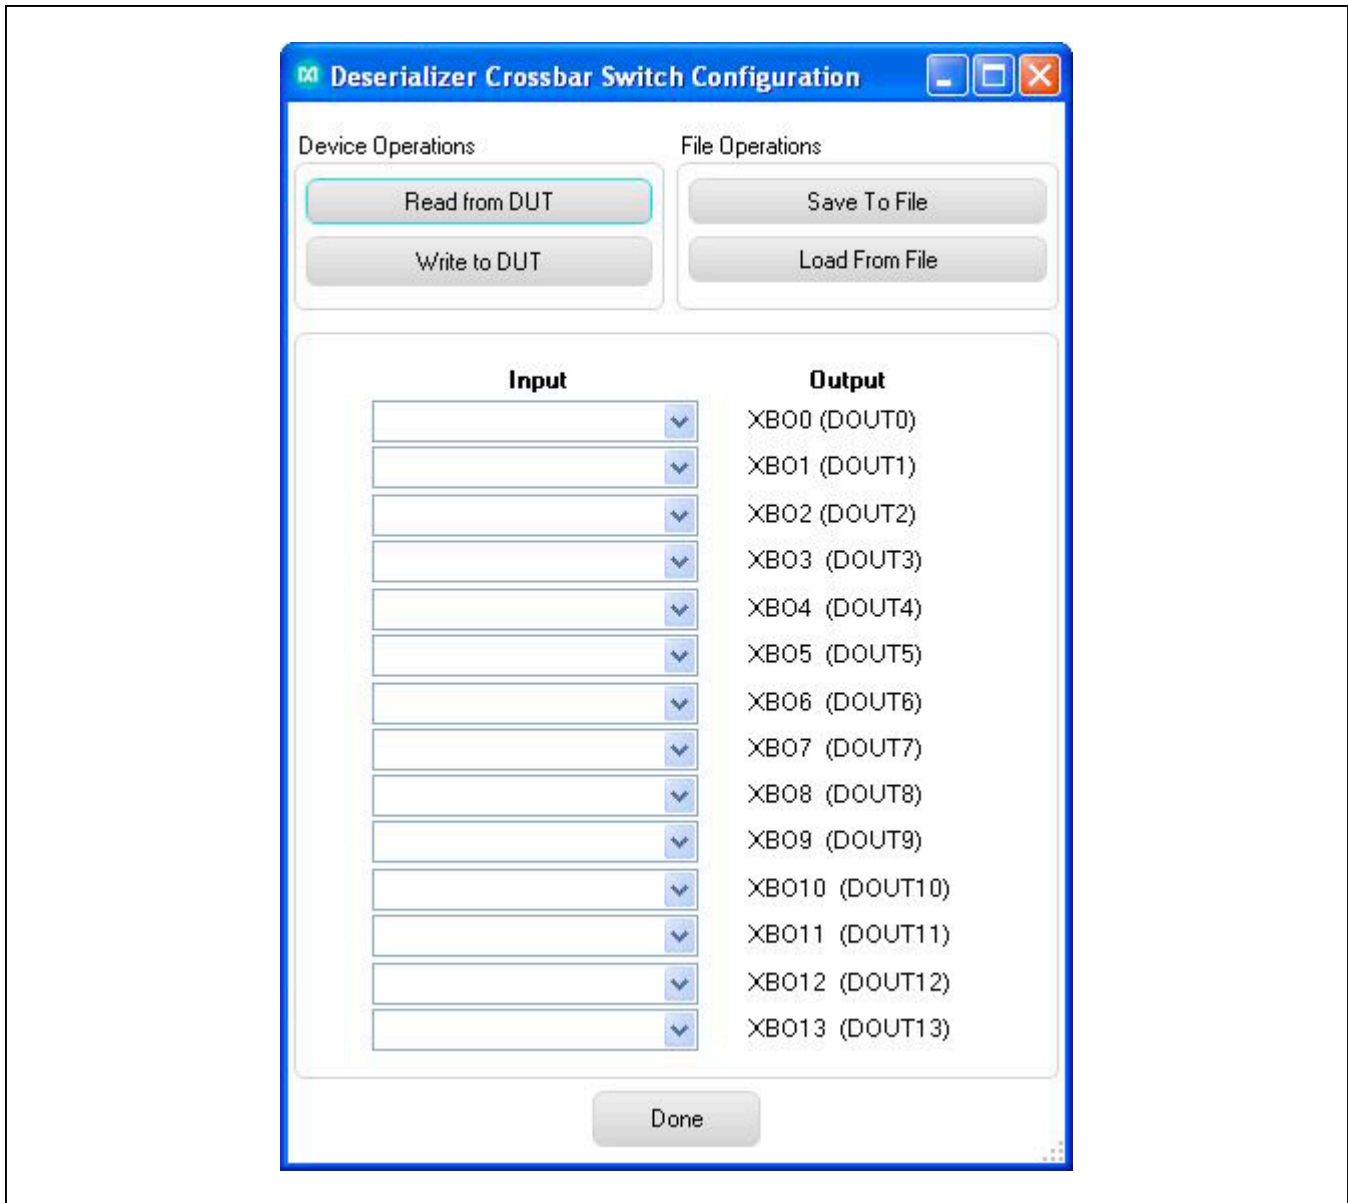 Deserializer Crossbar Switch Configuration
Device Operations
File Operations
Read from DUT
Save To File
Write to DUT
Load From File
Input
Output
XBO0 (DOUT0)
XBO1 (DOUT1)
XBO2 (DOUT2)
XBO3 (DOUT3)
XBO4 (DOUT4)
XBO5 (DOUT5)
XBO6 (DOUT6)
XBO7 (DOUT7)
XBO8 (DOUT8)
XBO9 (DOUT9)
XBO10 (DOUT10)
XBO11 (DOUT11)
XBO12 (DOUT12)
XBO13 (DOUT13)
Done